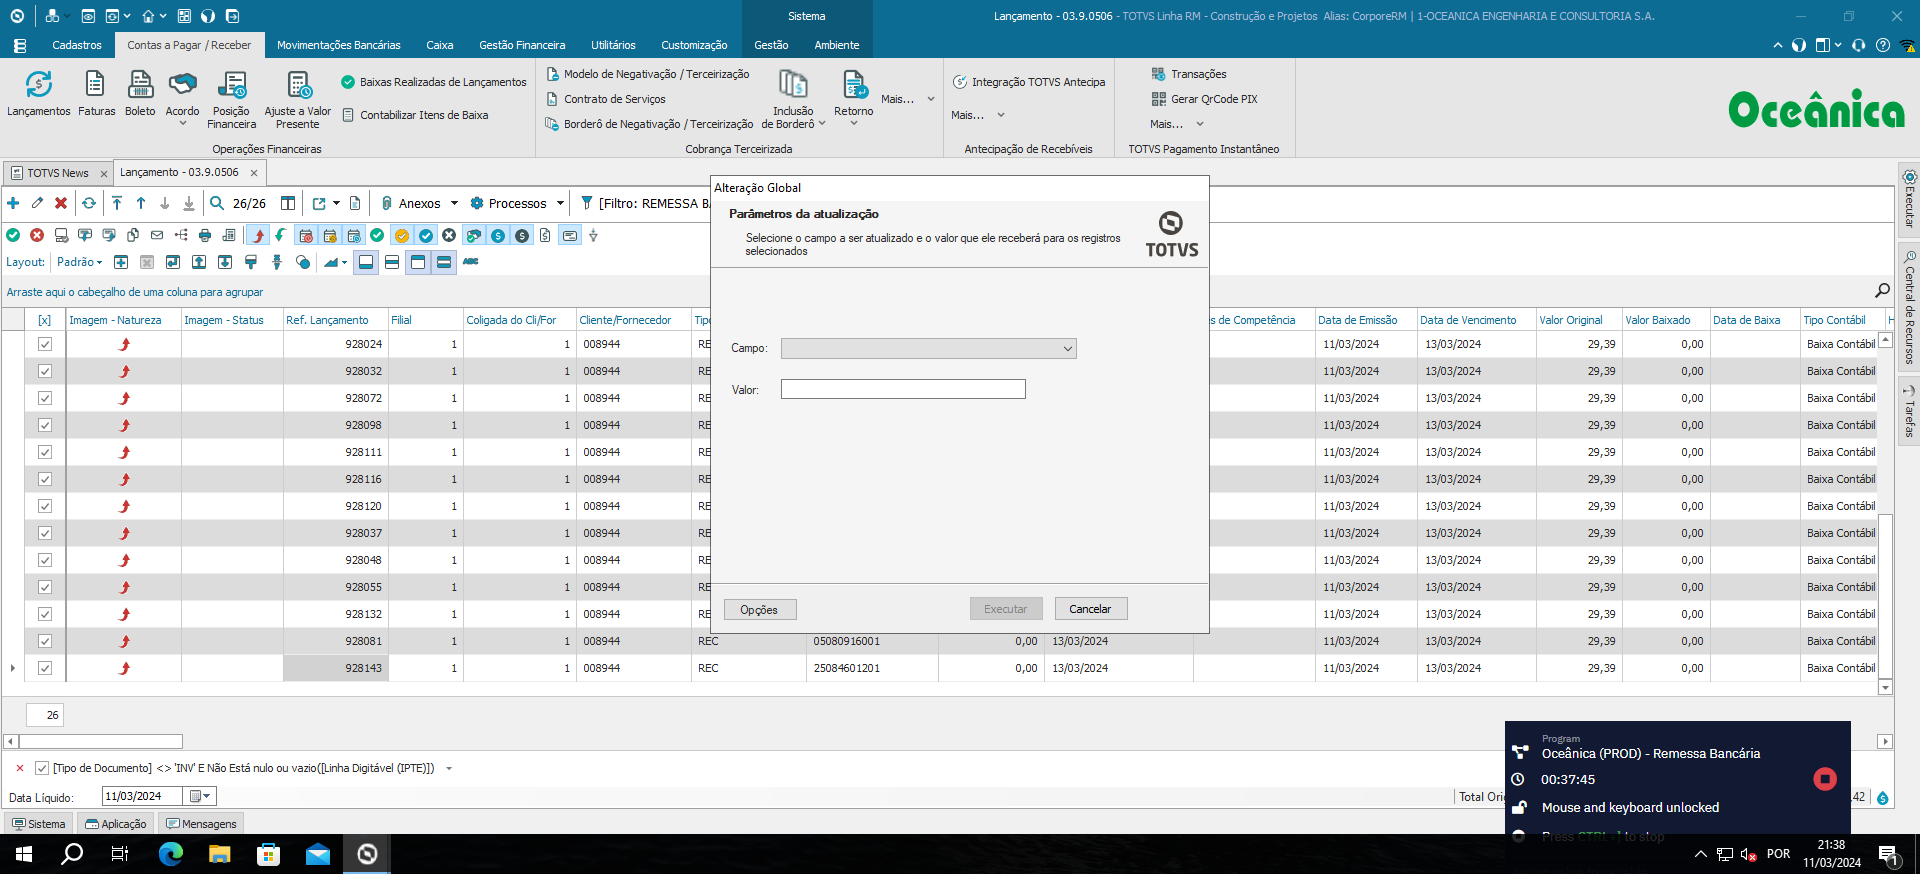 Sistema
Lançamento - 03.9.0506 - TOTVS Linha RM - Construção e Projetos  Alias: CorporeRM | 1-OCEANICA ENGENHARIA E CONSULTORIA S.A.
Cadastros
Contas a Pagar / Receber
Movimentações Bancárias
Caixa
Gestão Financeira
Utilitários
Customização
Gestão
Ambiente
Lançamentos
Faturas
Boleto
Acordo
Posição Financeira
Ajuste a Valor Presente
Baixas Realizadas de Lançamentos
Contabilizar Itens de Baixa
Operações Financeiras
Modelo de Negativação / Terceirização
Contrato de Serviços
Borderô de Negativação / Terceirização
Inclusão de Borderô
Retorno
Mais...
Cobrança Terceirizada
Integração TOTVS Antecipa
Mais...
Antecipação de Recebíveis
Transações
Gerar QrCode PIX
Mais...
TOTVS Pagamento Instantâneo
Oceânica
TOTVS News
Lançamento - 03.9.0506
26/26
Anexos
Processos
[Filtro: REMESSA
Layout: Padrão
ABC
Arraste aqui o cabeçalho de uma coluna para agrupar
Executar
Central de Recursos
Tarefas
[x] Imagem - Natureza Imagem - Status Ref. Lançamento Filial Coligada do Cli/For Cliente/Fornecedor de Competência Data de Emissão Data de Vencimento Valor Original Valor Baixado Data de Baixa Tipo Contábil
928024 1 1 008944 11/03/2024 13/03/2024 29,39 0,00 Baixa Contábil
928032 1 1 008944 11/03/2024 13/03/2024 29,39 0,00 Baixa Contábil
928072 1 1 008944 11/03/2024 13/03/2024 29,39 0,00 Baixa Contábil
928098 1 1 008944 11/03/2024 13/03/2024 29,39 0,00 Baixa Contábil
928111 1 1 008944 11/03/2024 13/03/2024 29,39 0,00 Baixa Contábil
928116 1 1 008944 11/03/2024 13/03/2024 29,39 0,00 Baixa Contábil
928120 1 1 008944 11/03/2024 13/03/2024 29,39 0,00 Baixa Contábil
928037 1 1 008944 11/03/2024 13/03/2024 29,39 0,00 Baixa Contábil
928048 1 1 008944 11/03/2024 13/03/2024 29,39 0,00 Baixa Contábil
928055 1 1 008944 11/03/2024 13/03/2024 29,39 0,00 Baixa Contábil
928132 1 1 008944 11/03/2024 13/03/2024 29,39 0,00 Baixa Contábil
928081 1 1 008944 REC 05080916001 0,00 13/03/2024 11/03/2024 13/03/2024 29,39 0,00 Baixa Contábil
928143 1 1 008944 REC 25084601201 0,00 13/03/2024 11/03/2024 13/03/2024 29,39 0,00 Baixa Contábil
Alteração Global
Parâmetros da atualização
Selecione o campo a ser atualizado e o valor que ele receberá para os registros
selecionados
TOTVS
Campo:
Valor:
Opções
Executar
Cancelar
26
[Tipo de Documento] <> 'INV' E Não Está nulo ou vazio([Linha Digitável (IPTE)])
Data Líquido: 11/03/2024
Total
,42
Sistema
Aplicação
Mensagens
Program
Oceânica (PROD) - Remessa Bancária
00:37:45
Mouse and keyboard unlocked
Press CTRL+] to stop
POR
21:38
11/03/2024
1